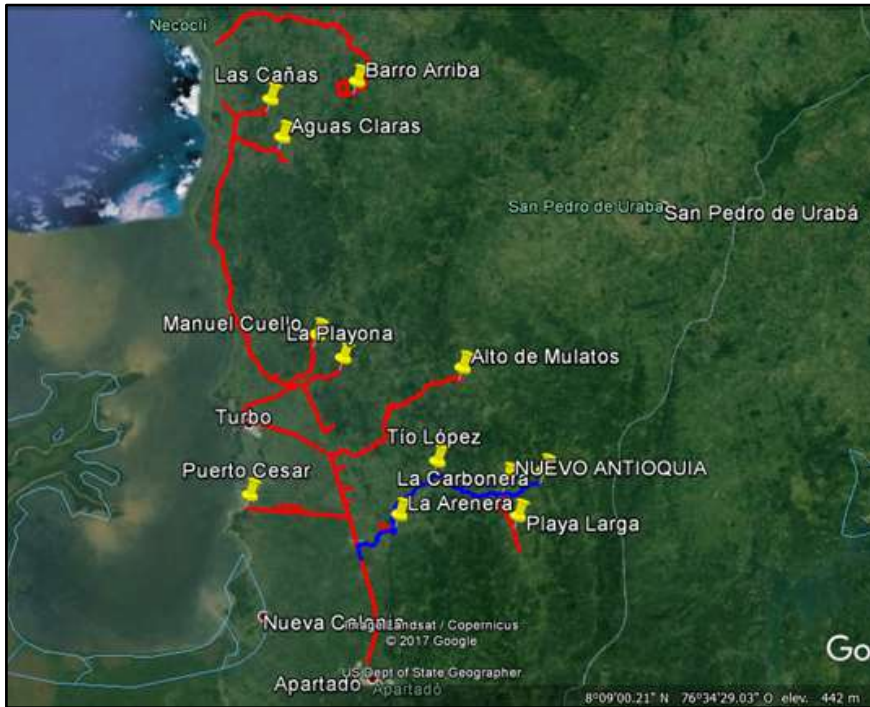 Necoclí
Las Cañas
Barro Arriba
Aguas Claras
San Pedro de Urabá
San Pedro de Urabá
Manuel Cuello
La Playona
Alto de Mulatos
Turbo
Tío López
Puerto Cesar
La Carbonera
NUEVO ANTIOQUIA
La Arenera
Playa Larga
Nueva Colonia
Image Landsat / Copernicus
© 2017 Google
US Dept of State Geographer
Apartado
Apartadó
Go
8°09'00.21" N 76°34'29.03" O elev. 442 m